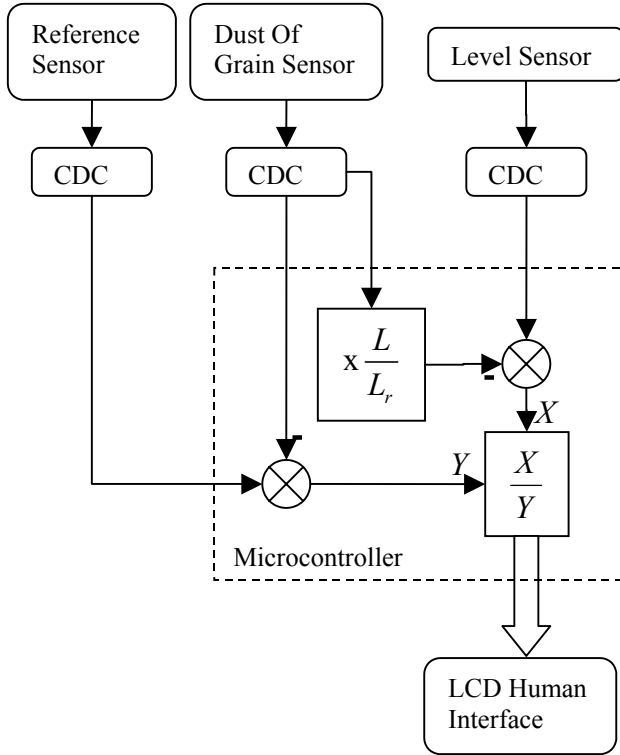 Reference
Sensor
Dust Of
Grain Sensor
Level Sensor
CDC
CDC
CDC
x L
L_r
-
X
-
Y
X
Y
Microcontroller
LCD Human
Interface